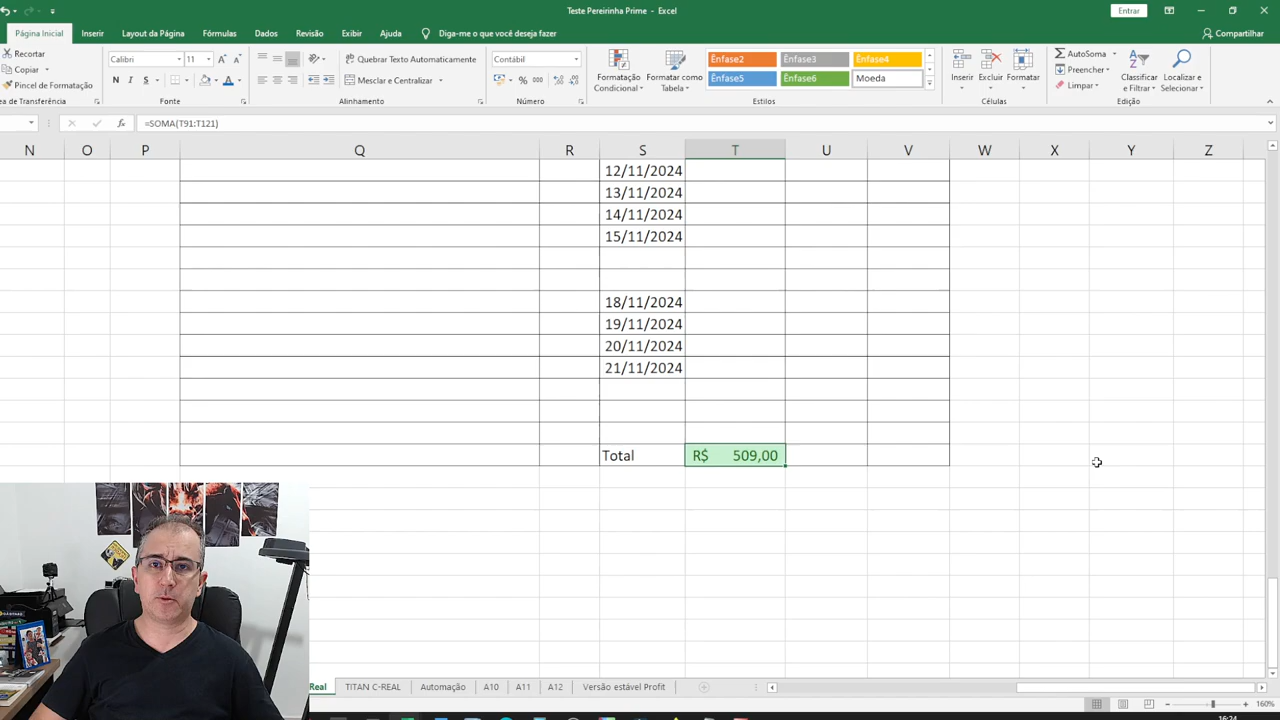 Teste Pereirinha Prime - Excel
Entrar
Página Inicial
Inserir
Layout da Página
Fórmulas
Dados
Revisão
Exibir
Ajuda
Diga-me o que você deseja fazer
Compartilhar
Recortar
Copiar
Pincel de Formatação
Calibri
11
N I S
Quebrar Texto Automaticamente
Mesclar e Centralizar
Contábil
% 000
Formatação Condicional
Formatar como Tabela
Ênfase2
Ênfase3
Ênfase4
Ênfase5
Ênfase6
Moeda
Inserir
Excluir
Formatar
AutoSoma
Preencher
Limpar
Classificar e Filtrar
Localizar e Selecionar
a de Transferência
Fonte
Alinhamento
Número
Estilos
Células
Edição
fx
=SOMA(T91:T121)
N O P Q R S T U V W X Y Z
12/11/2024
13/11/2024
14/11/2024
15/11/2024
18/11/2024
19/11/2024
20/11/2024
21/11/2024
Total R$ 509,00
Real
TITAN C-REAL
Automação
A10
A11
A12
Versão estável Profit
160%